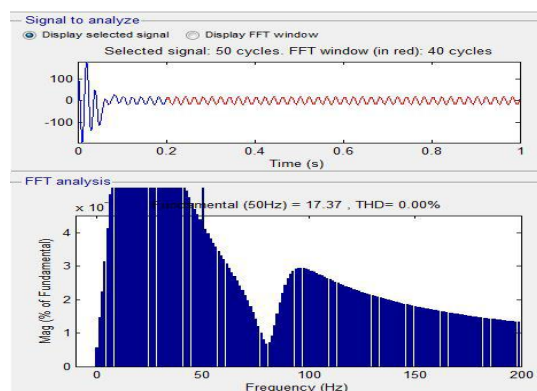 Signal to analyze
Display selected signal Display FFT window
Selected signal: 50 cycles. FFT window (in red): 40 cycles
100
0
-100
0 0.2 0.4 0.6 0.8 1
Time (s)
FFT analysis
(50Hz) = 17.37 , THD= 0.00%
4
3
2
1
0
Mag (% of Fundamental)
0 50 100 150 200
Frequency (Hz)